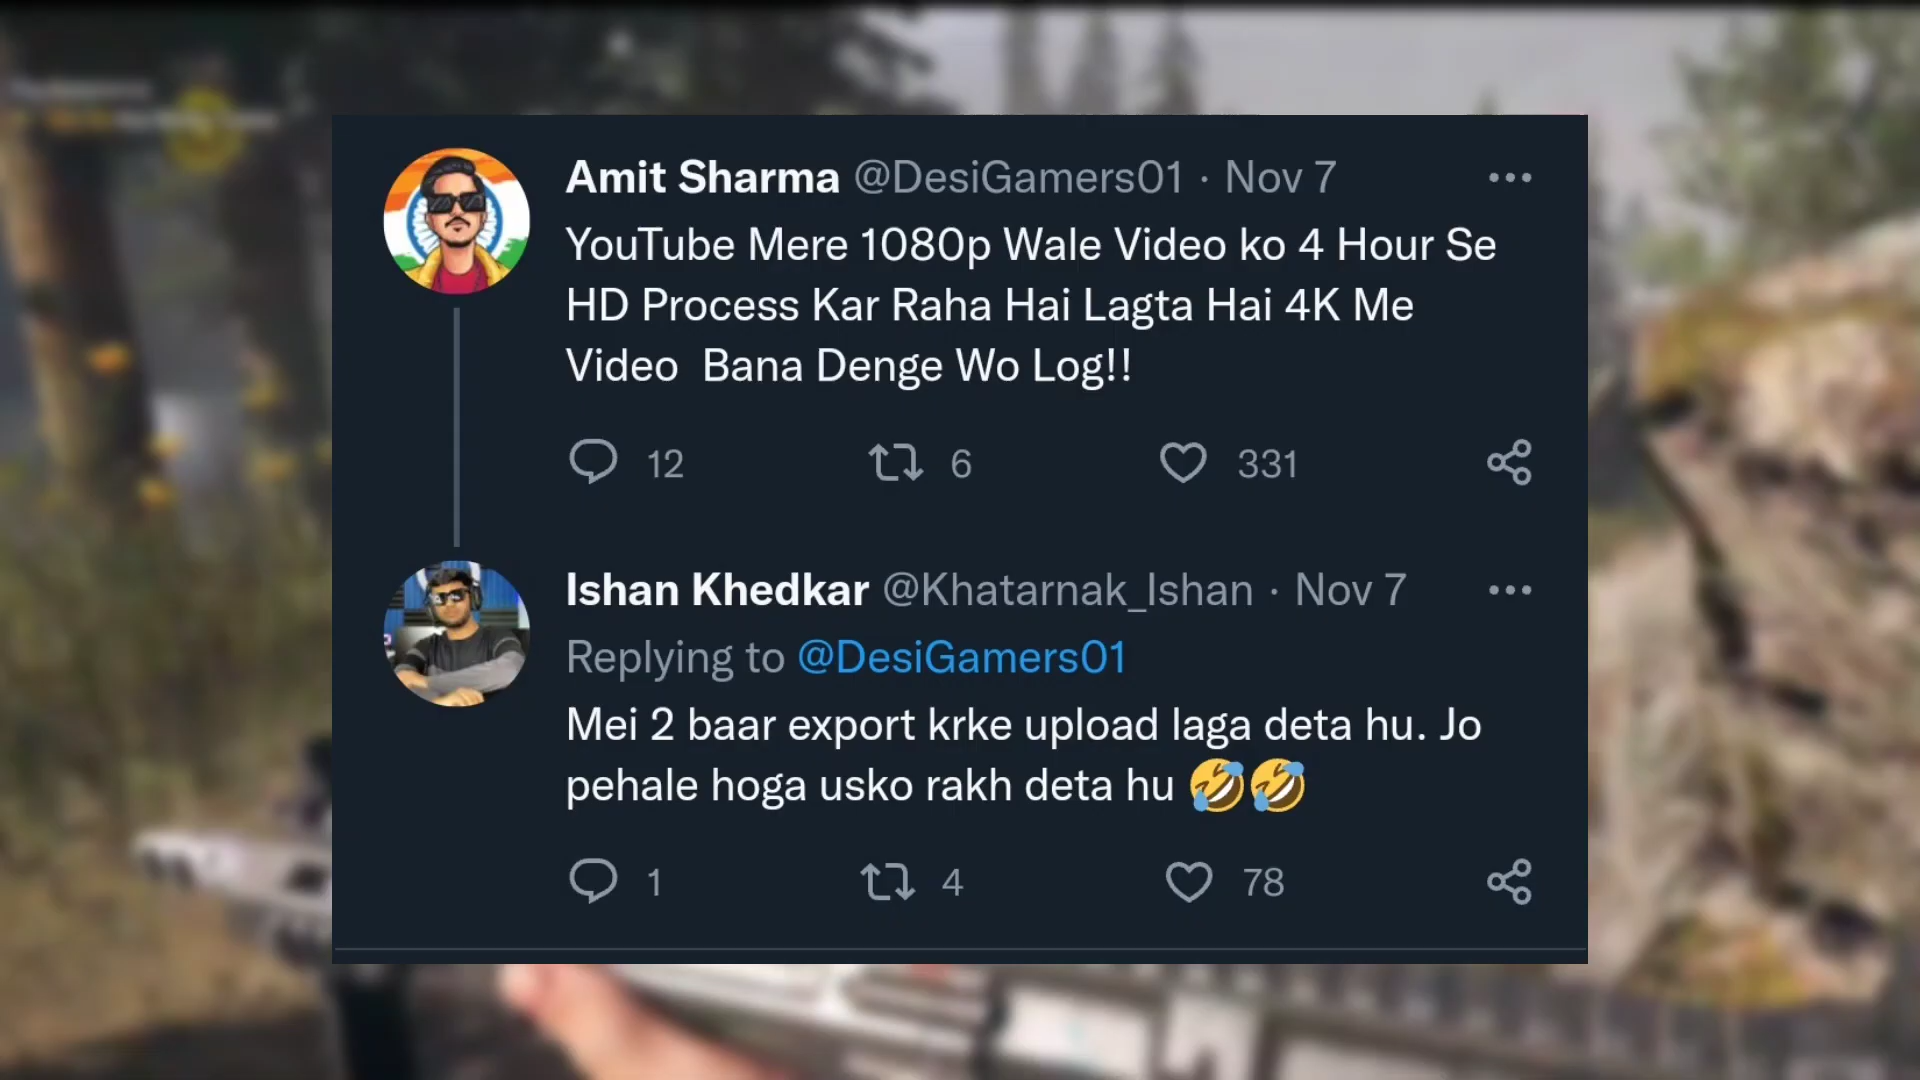 Amit Sharma @DesiGamers01 · Nov 7
YouTube Mere 1080p Wale Video ko 4 Hour Se
HD Process Kar Raha Hai Lagta Hai 4K Me
Video  Bana Denge Wo Log!!
12 6 331
Ishan Khedkar @Khatarnak_Ishan · Nov 7
Replying to @DesiGamers01
Mei 2 baar export krke upload laga deta hu. Jo
pehale hoga usko rakh deta hu 🤣🤣
1 4 78